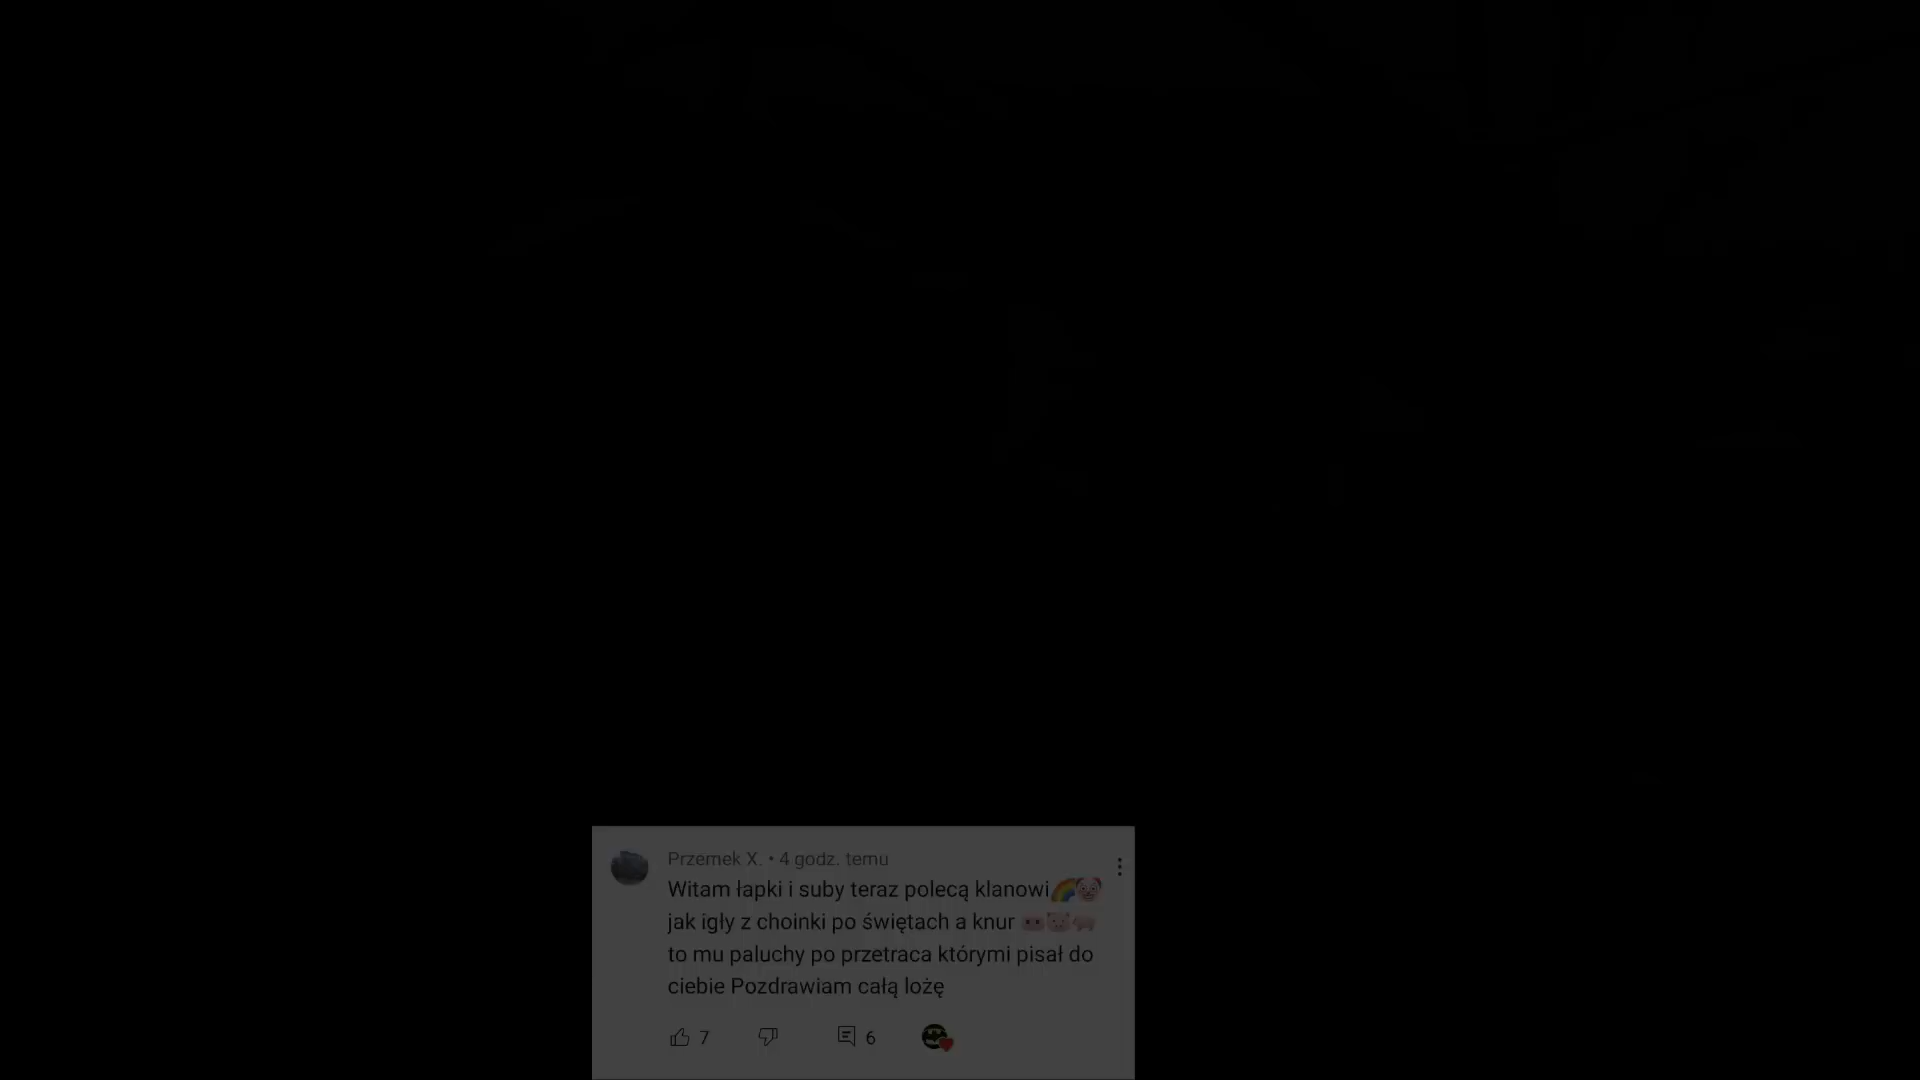 Przemek X. • 4 godz. temu
Witam łapki i suby teraz polecą klanowi🌈🤡
jak igły z choinki po świętach a knur 🐽🐷🐖
to mu paluchy po przetraca którymi pisał do
ciebie Pozdrawiam całą lożę
7 6